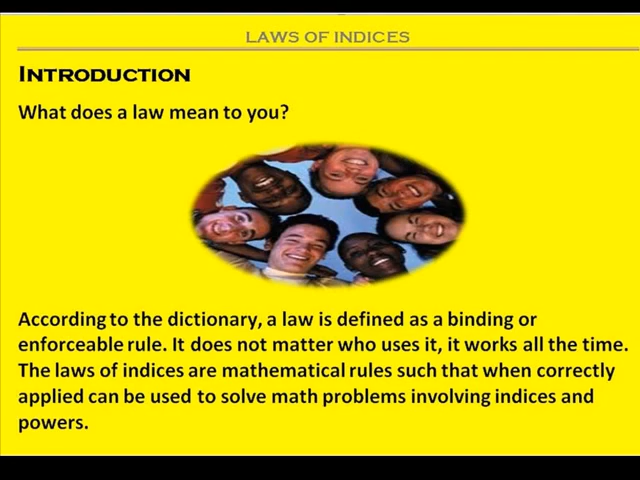 LAWS OF INDICES
INTRODUCTION
What does a law mean to you?
According to the dictionary, a law is defined as a binding or
enforceable rule. It does not matter who uses it, it works all the time.
The laws of indices are mathematical rules such that when correctly
applied can be used to solve math problems involving indices and
powers.